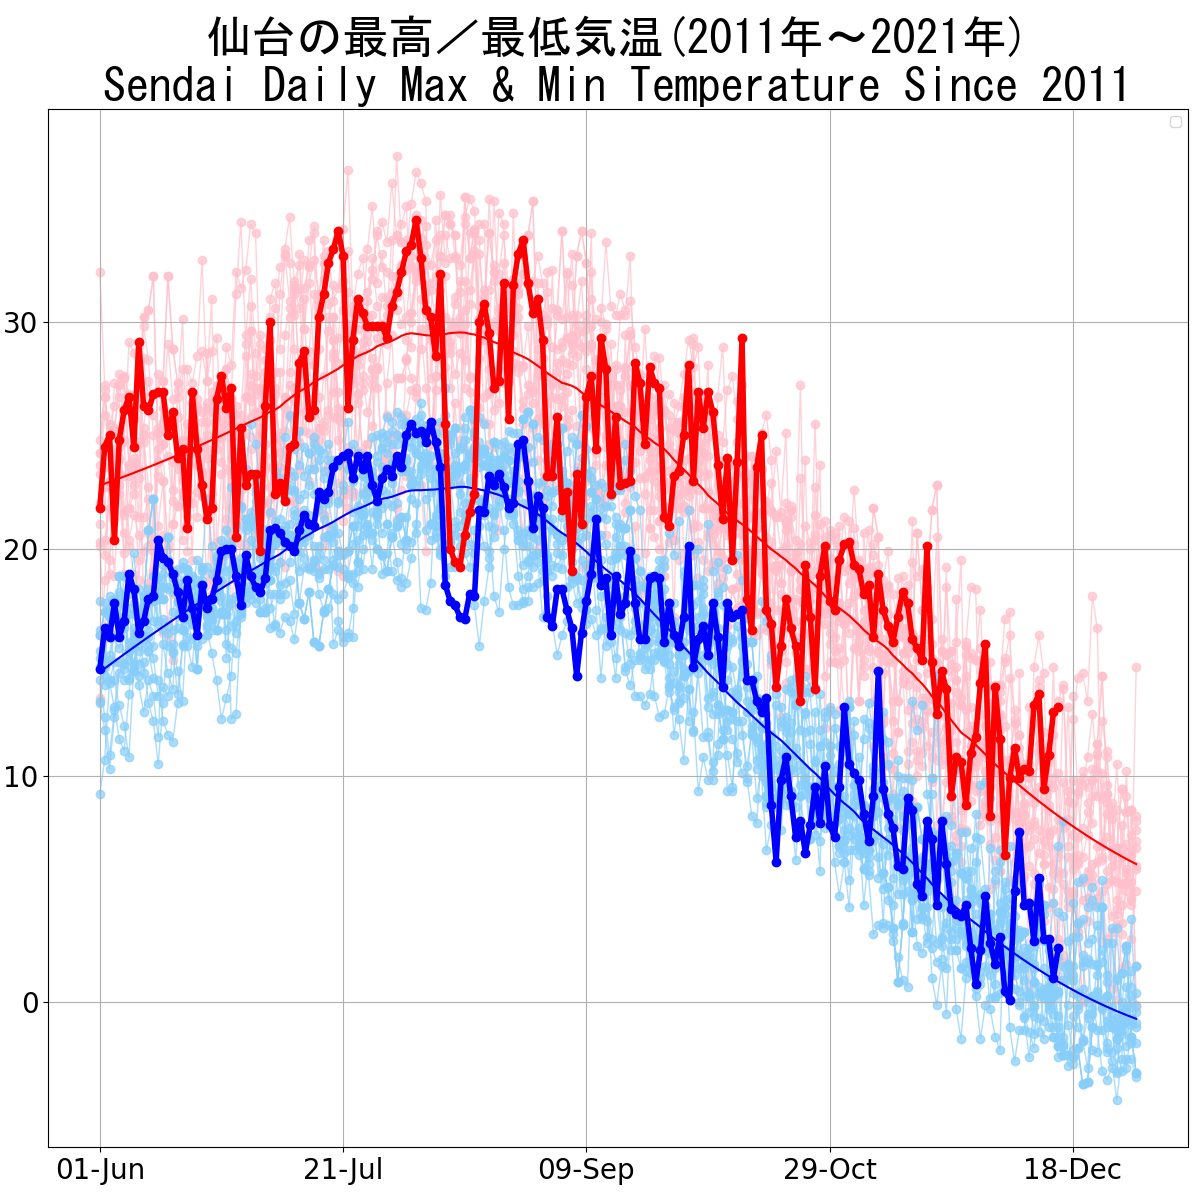 仙台の最高／最低気温(2011年～2021年)
Sendai Daily Max & Min Temperature Since 2011
30
20
10
0
01-Jun 21-Jul 09-Sep 29-Oct 18-Dec